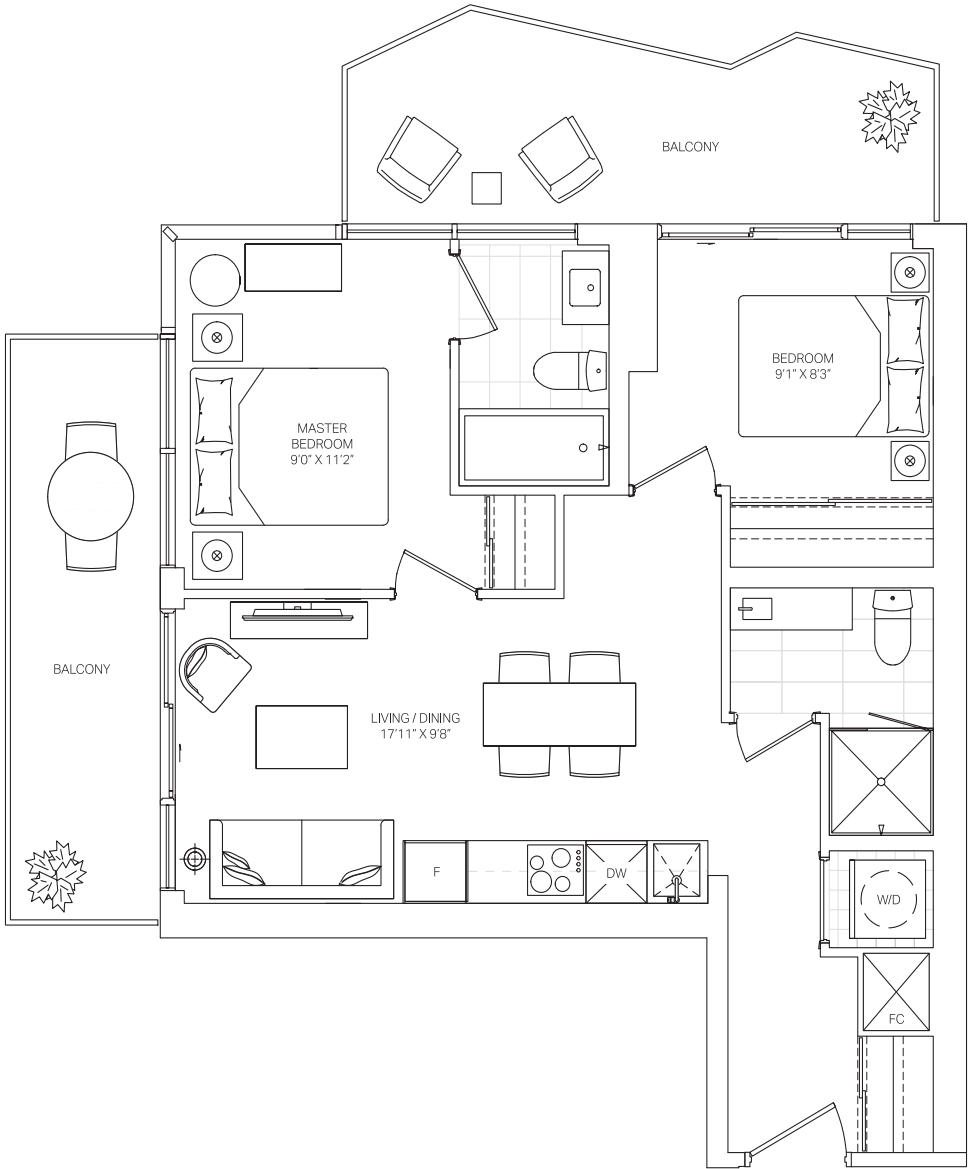 BALCONY
BEDROOM
9'1" X 8'3"
MASTER
BEDROOM
9'0" X 11'2"
BALCONY
LIVING / DINING
17'11" X 9'8"
F
DW
W/D
FC